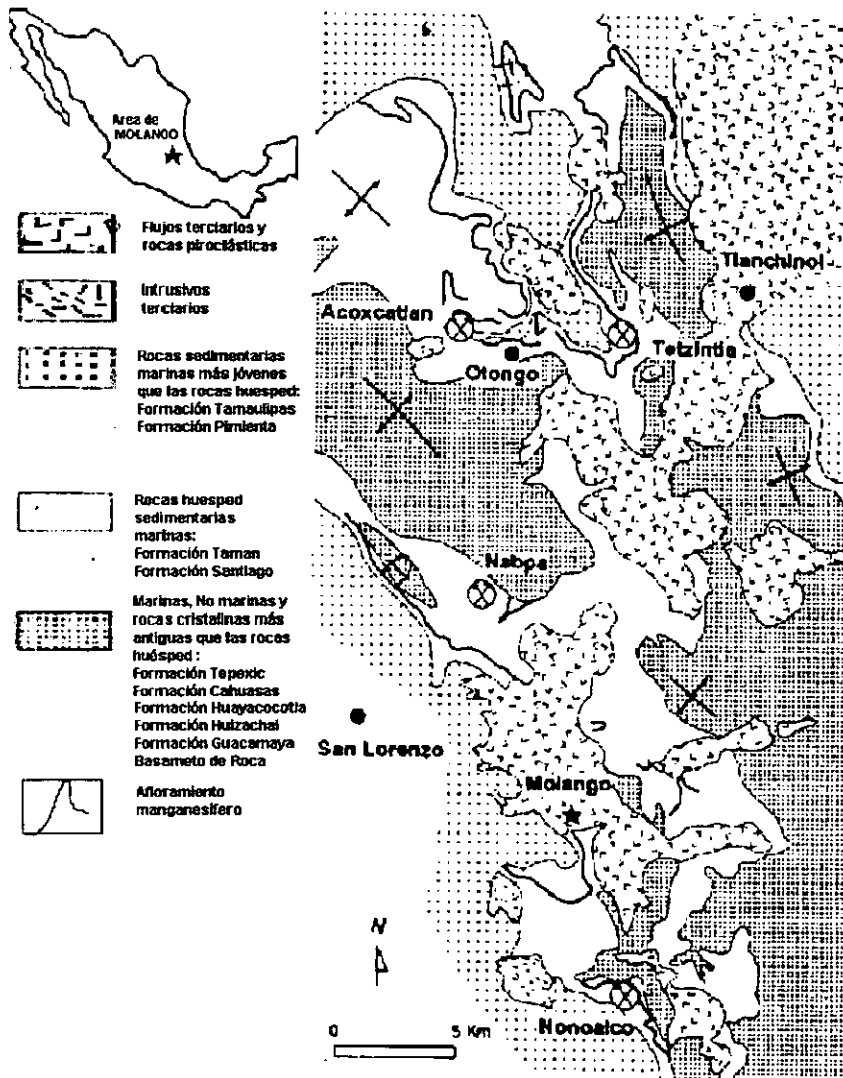 Area de
MOLANGO
Flujos terciarios y
rocas piroclásticas
Intrusivos
terciarios
Rocas sedimentarias
marinas más jóvenes
que las rocas huesped:
Formación Tamaulipas
Formación Pimienta
Rocas huesped
sedimentarias
marinas:
Formación Taman
Formación Santiago
Marinas, No marinas y
rocas cristalinas más
antiguas que las rocas
huésped :
Formación Tepexic
Formación Cahuasas
Formación Huayacocotla
Formación Huizachal
Formación Guacamaya
Basameto de Roca
Afloramiento
manganesífero
Tlanchinol
Acoxcatlan
Tetzintla
Otongo
Naopa
San Lorenzo
Molango
N
Nonoalco
0 5 Km